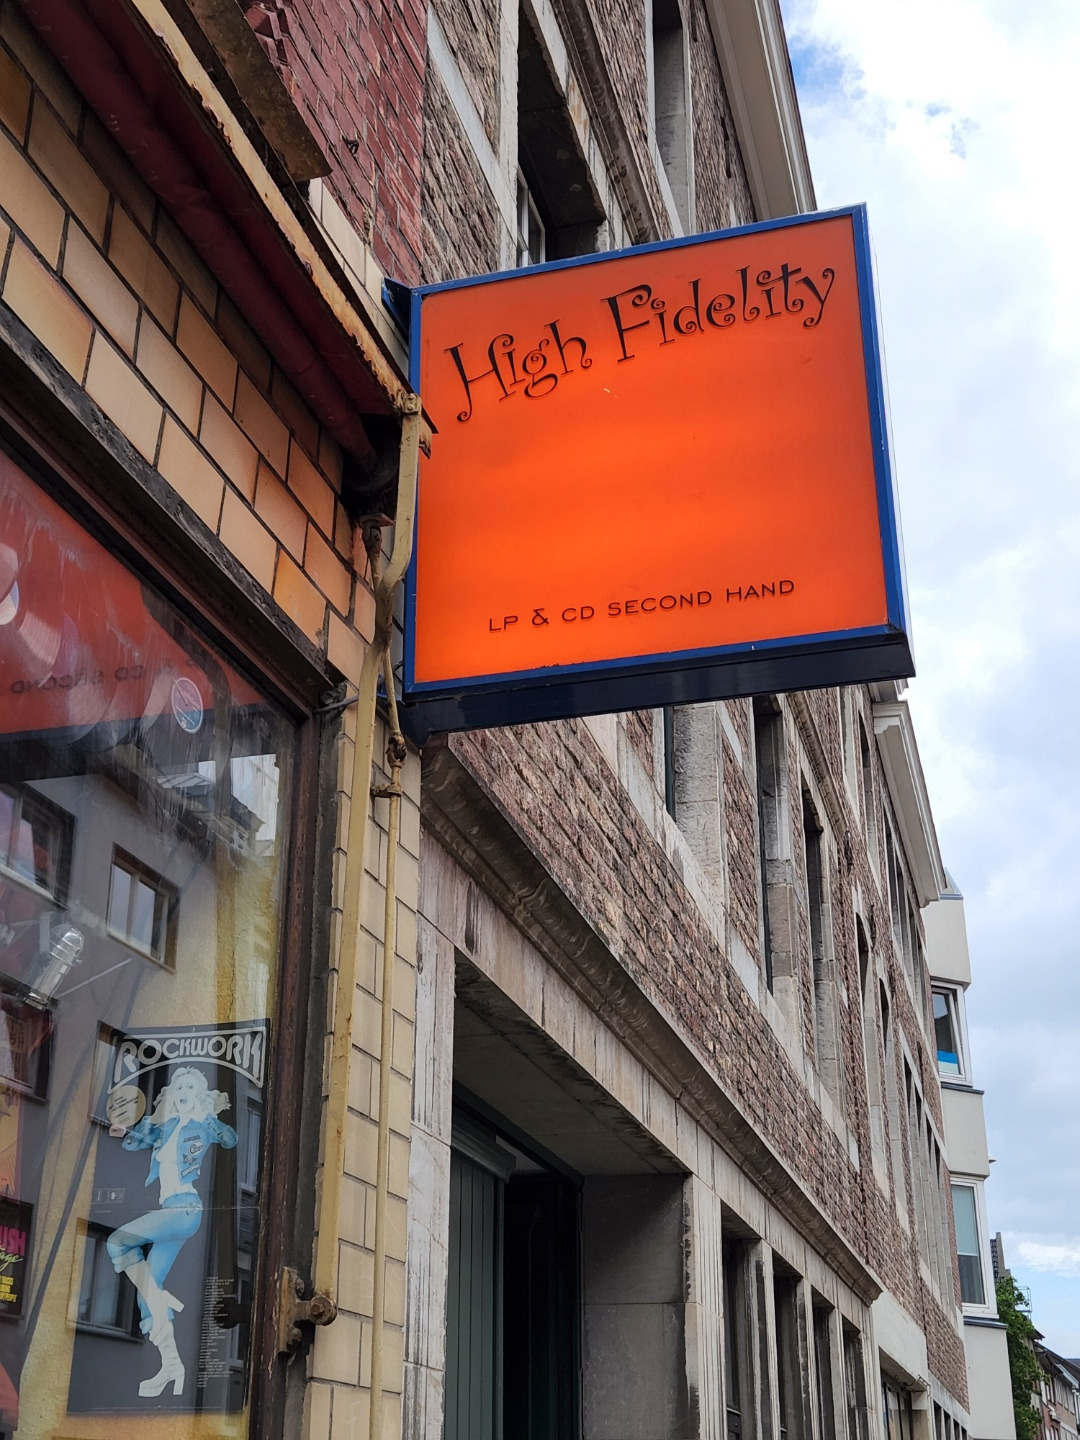 High Fidelity
LP & CD SECOND HAND
ROCKWORK